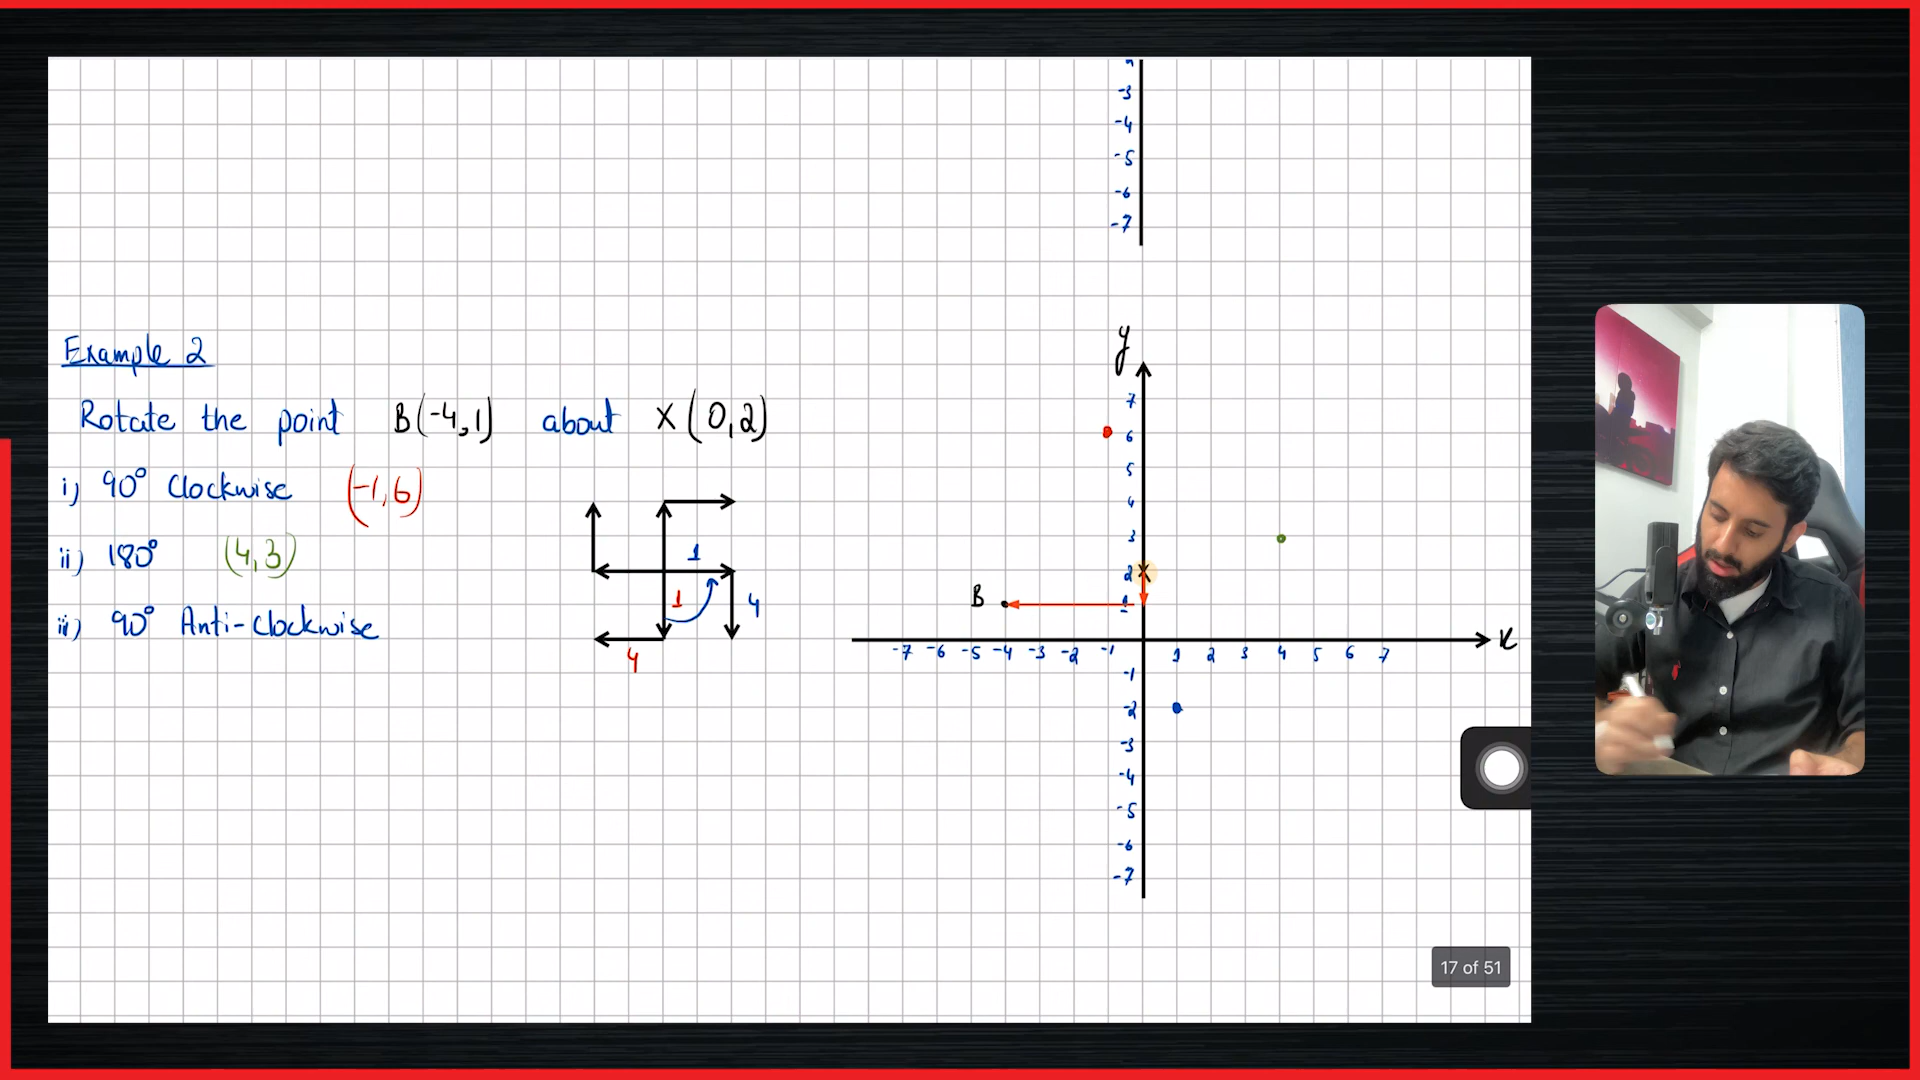 -3
-4
-5
-6
-7
Example 2
Rotate the point B(-4,1) about X(0,2)
i) 90° Clockwise (-1,6)
ii) 180° (4,3)
iii) 90° Anti-clockwise
1
1
4
4
y
7
6
5
4
3
2
X
1
B
x
-7 -6 -5 -4 -3 -2 -1 1 2 3 4 5 6 7
-1
-2
-3
-4
-5
-6
-7
17 of 51